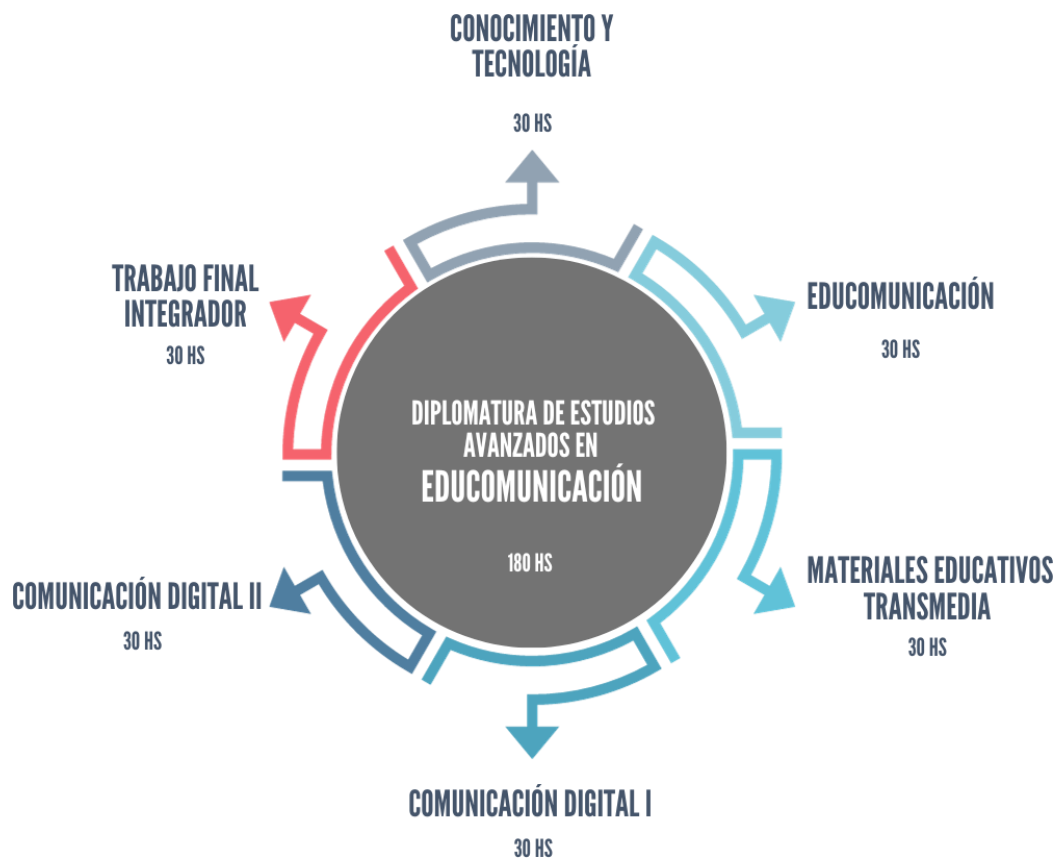 CONOCIMIENTO Y
TECNOLOGÍA
30 HS
EDUCOMUNICACIÓN
30 HS
MATERIALES EDUCATIVOS
TRANSMEDIA
30 HS
COMUNICACIÓN DIGITAL I
30 HS
COMUNICACIÓN DIGITAL II
30 HS
TRABAJO FINAL
INTEGRADOR
30 HS
DIPLOMATURA DE ESTUDIOS
AVANZADOS EN
EDUCOMUNICACIÓN
180 HS